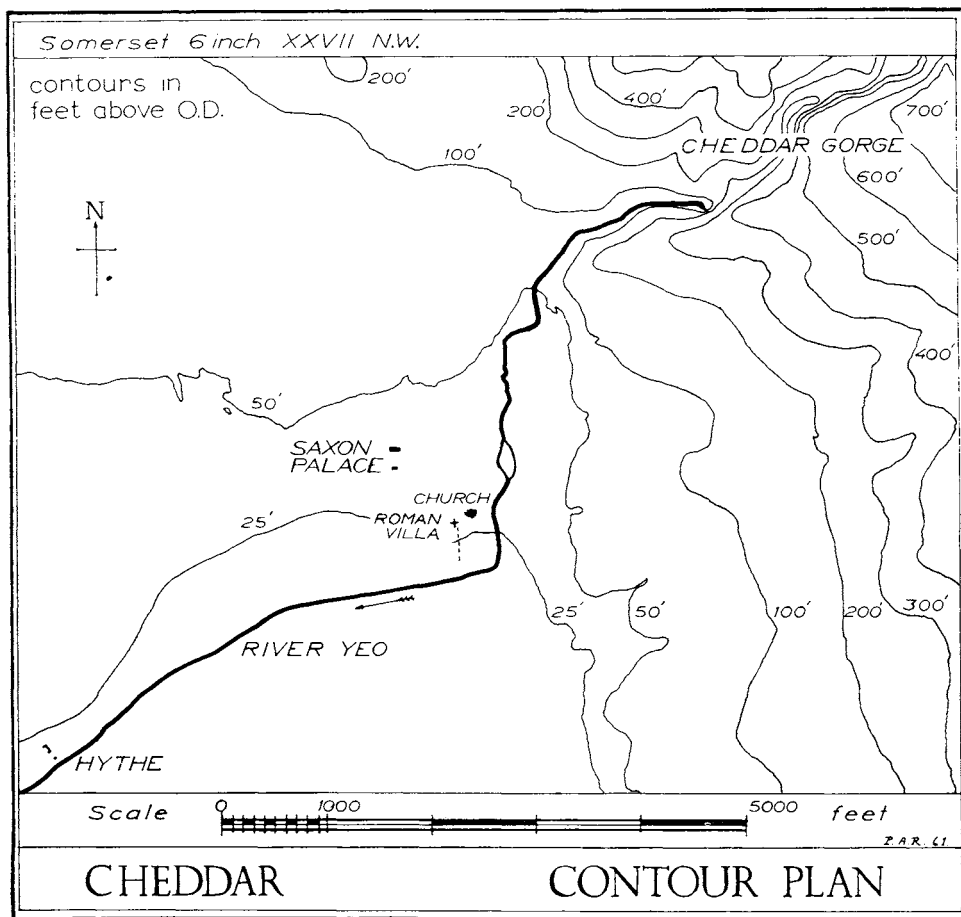 Somerset 6 inch XXVII N.W.
contours in
feet above O.D.
200'
200'
400'
700'
CHEDDAR GORGE
100'
600'
N
500'
400'
50'
SAXON
PALACE
CHURCH
25'
ROMAN
VILLA
25'
50'
100'
200'
300'
RIVER YEO
HYTHE
Scale 0 1000 5000 feet
P.A.R. 61
CHEDDAR CONTOUR PLAN